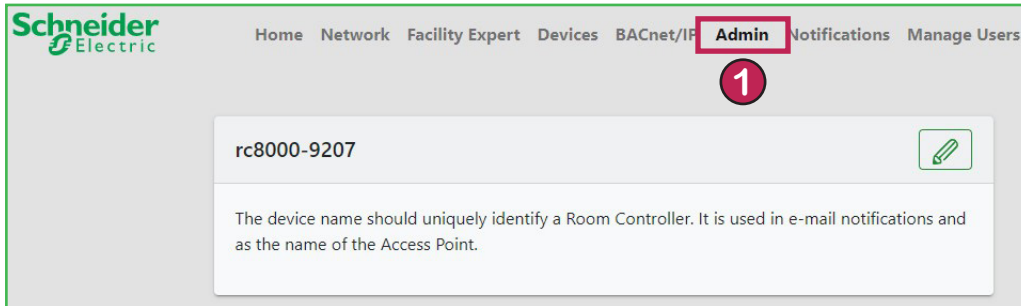 Schneider
Electric
Home Network Facility Expert Devices BACnet/IP Admin Notifications Manage Users
1
rc8000-9207
The device name should uniquely identify a Room Controller. It is used in e-mail notifications and
as the name of the Access Point.